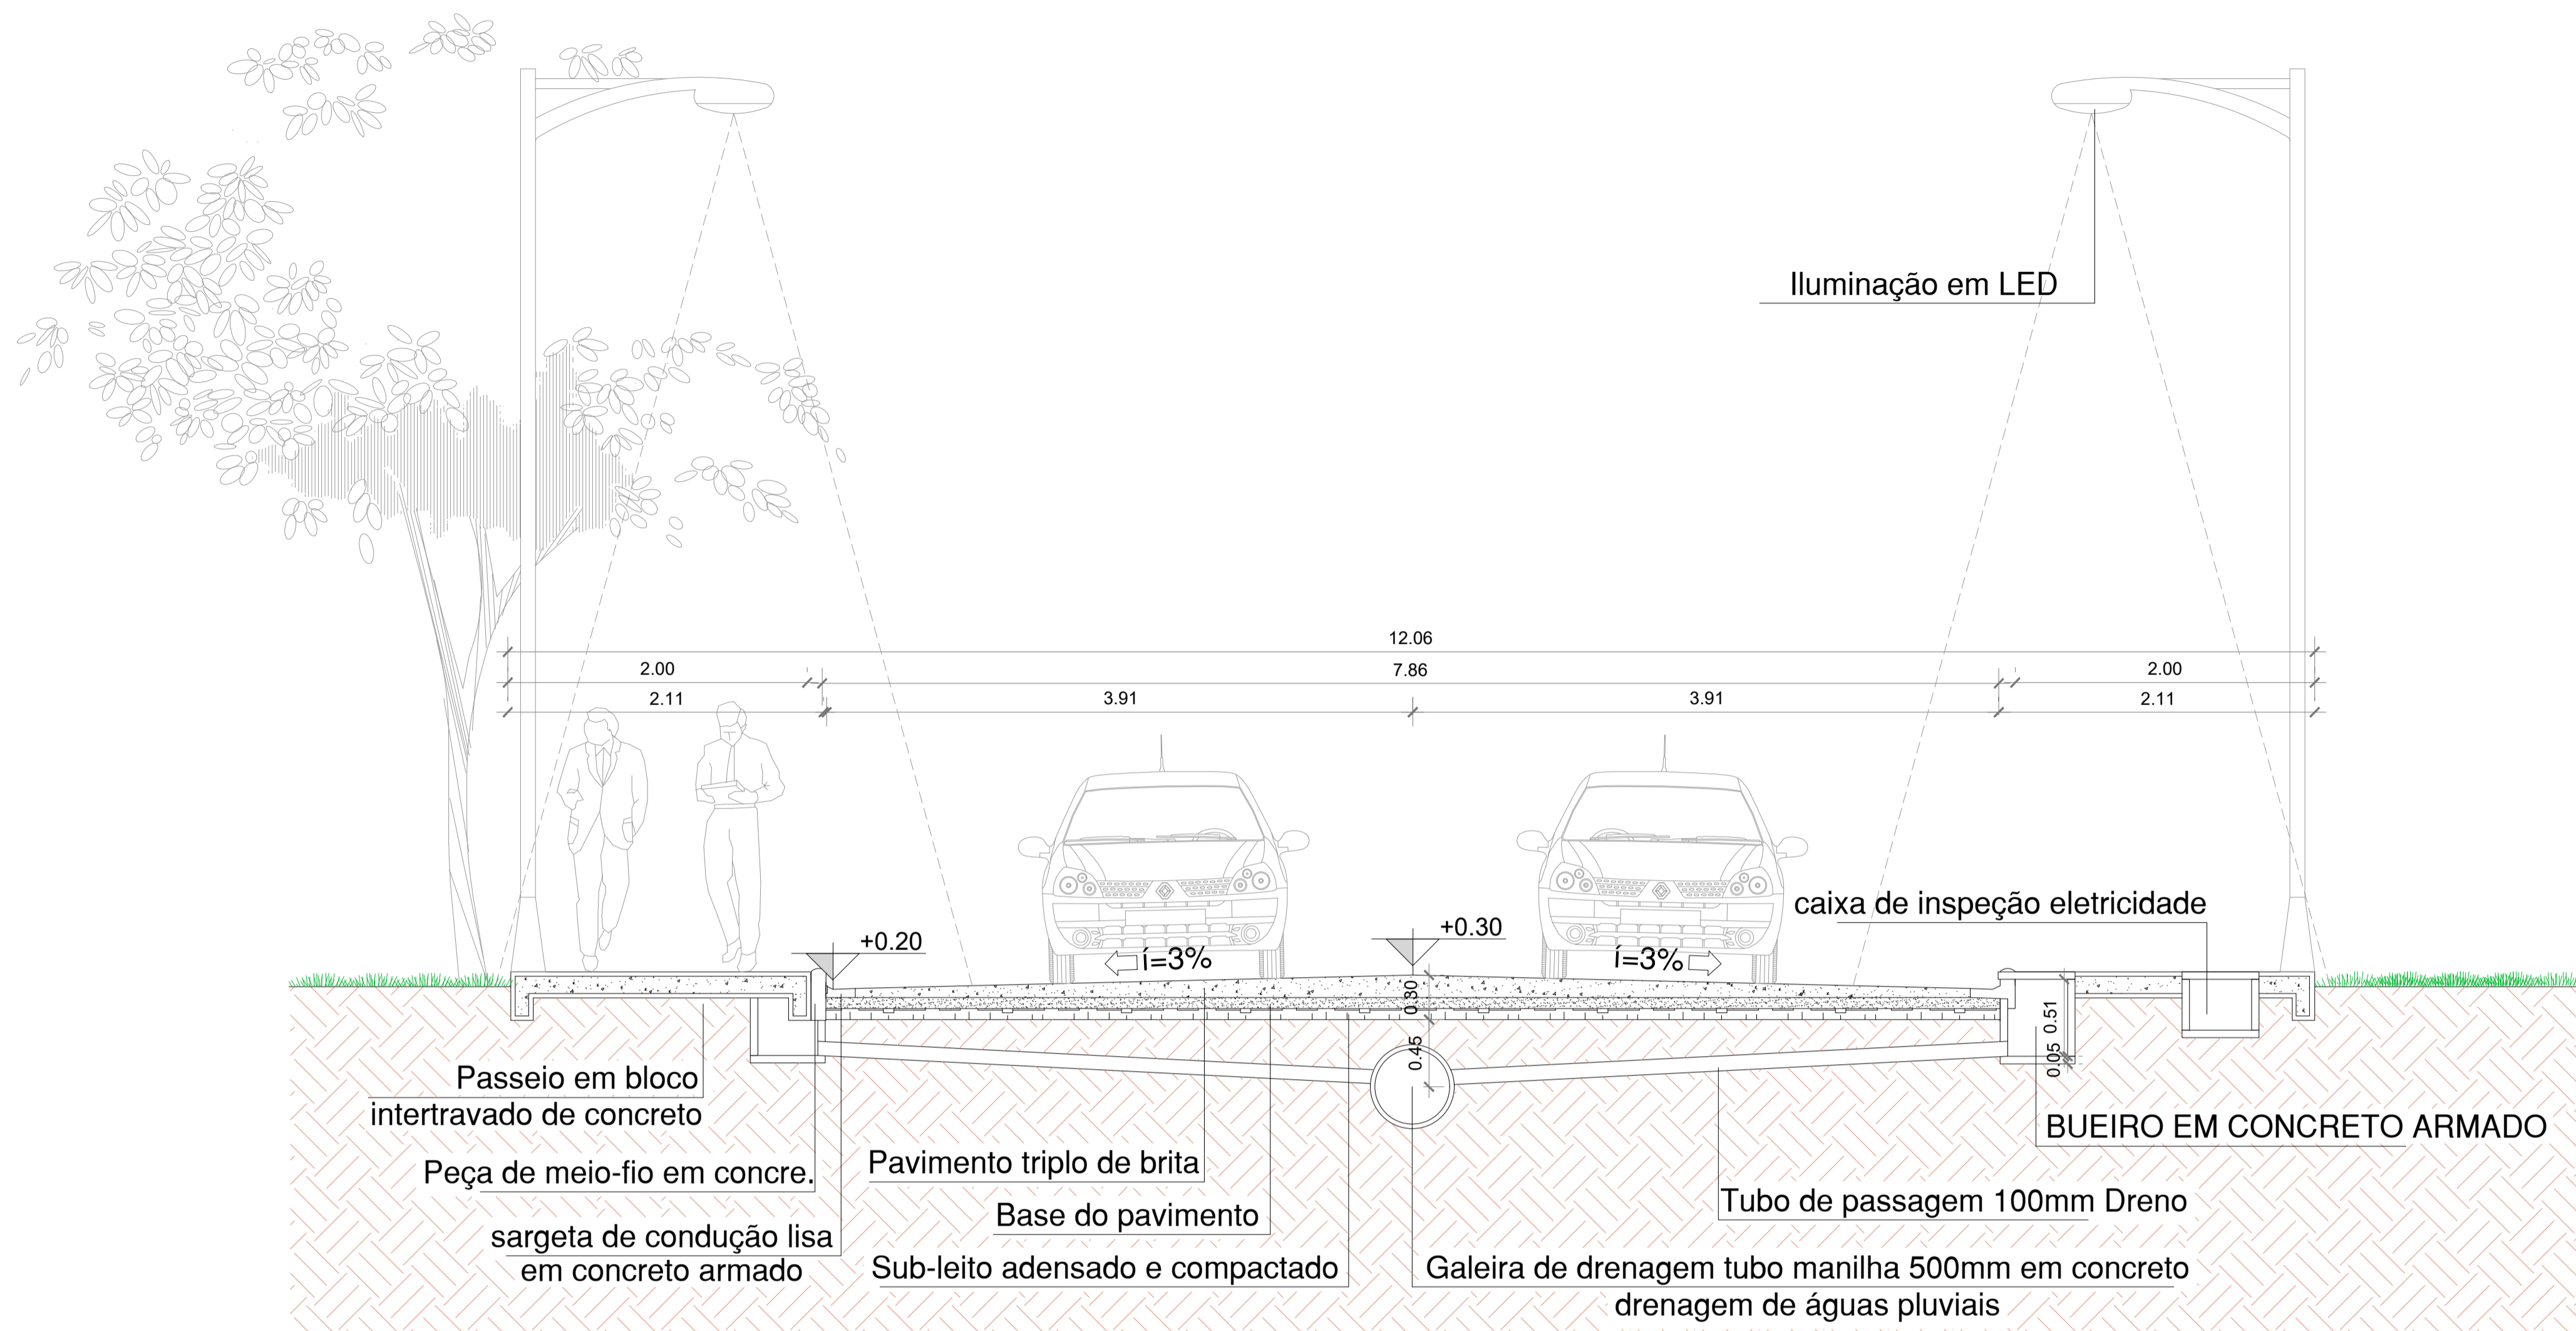 Iluminação em LED
12.06
2.00
7.86
2.00
2.11
3.91
3.91
2.11
caixa de inspeção eletricidade
+0.20
+0.30
í=3%
í=3%
0.30
0.45
0.51
0.05
Passeio em bloco
intertravado de concreto
BUEIRO EM CONCRETO ARMADO
Peça de meio-fio em concre.
Pavimento triplo de brita
Tubo de passagem 100mm Dreno
Base do pavimento
sargeta de condução lisa
em concreto armado
Sub-leito adensado e compactado
Galeira de drenagem tubo manilha 500mm em concreto
drenagem de águas pluviais